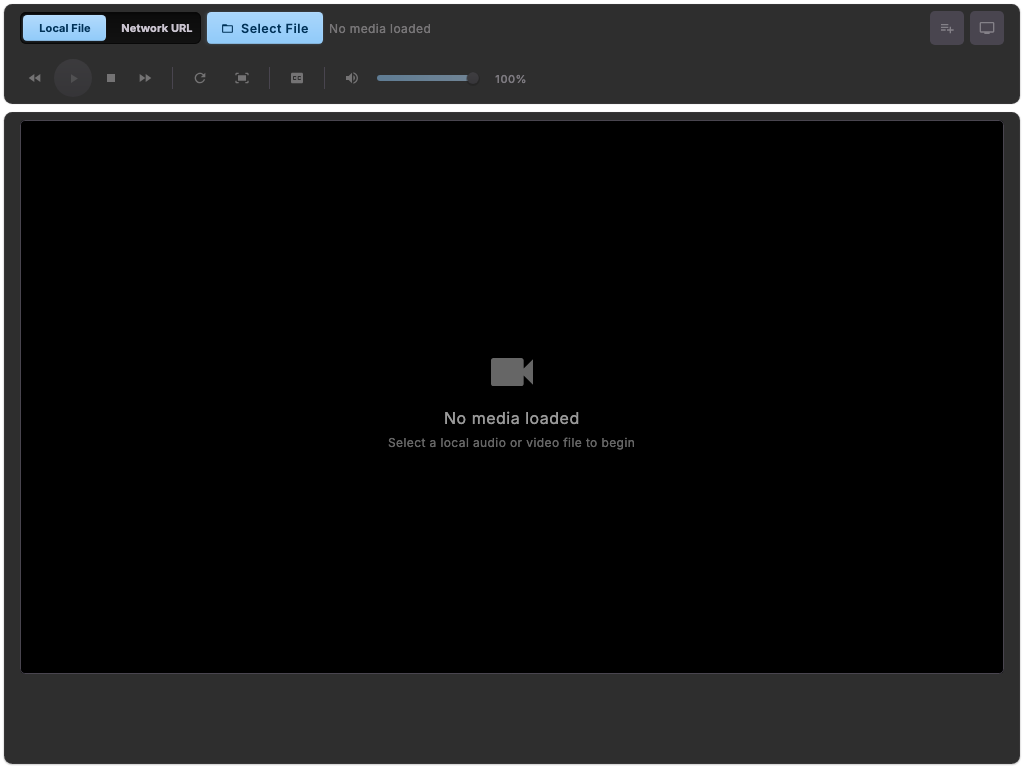 Local File
Network URL
Select File
No media loaded
CC
100%
No media loaded
Select a local audio or video file to begin